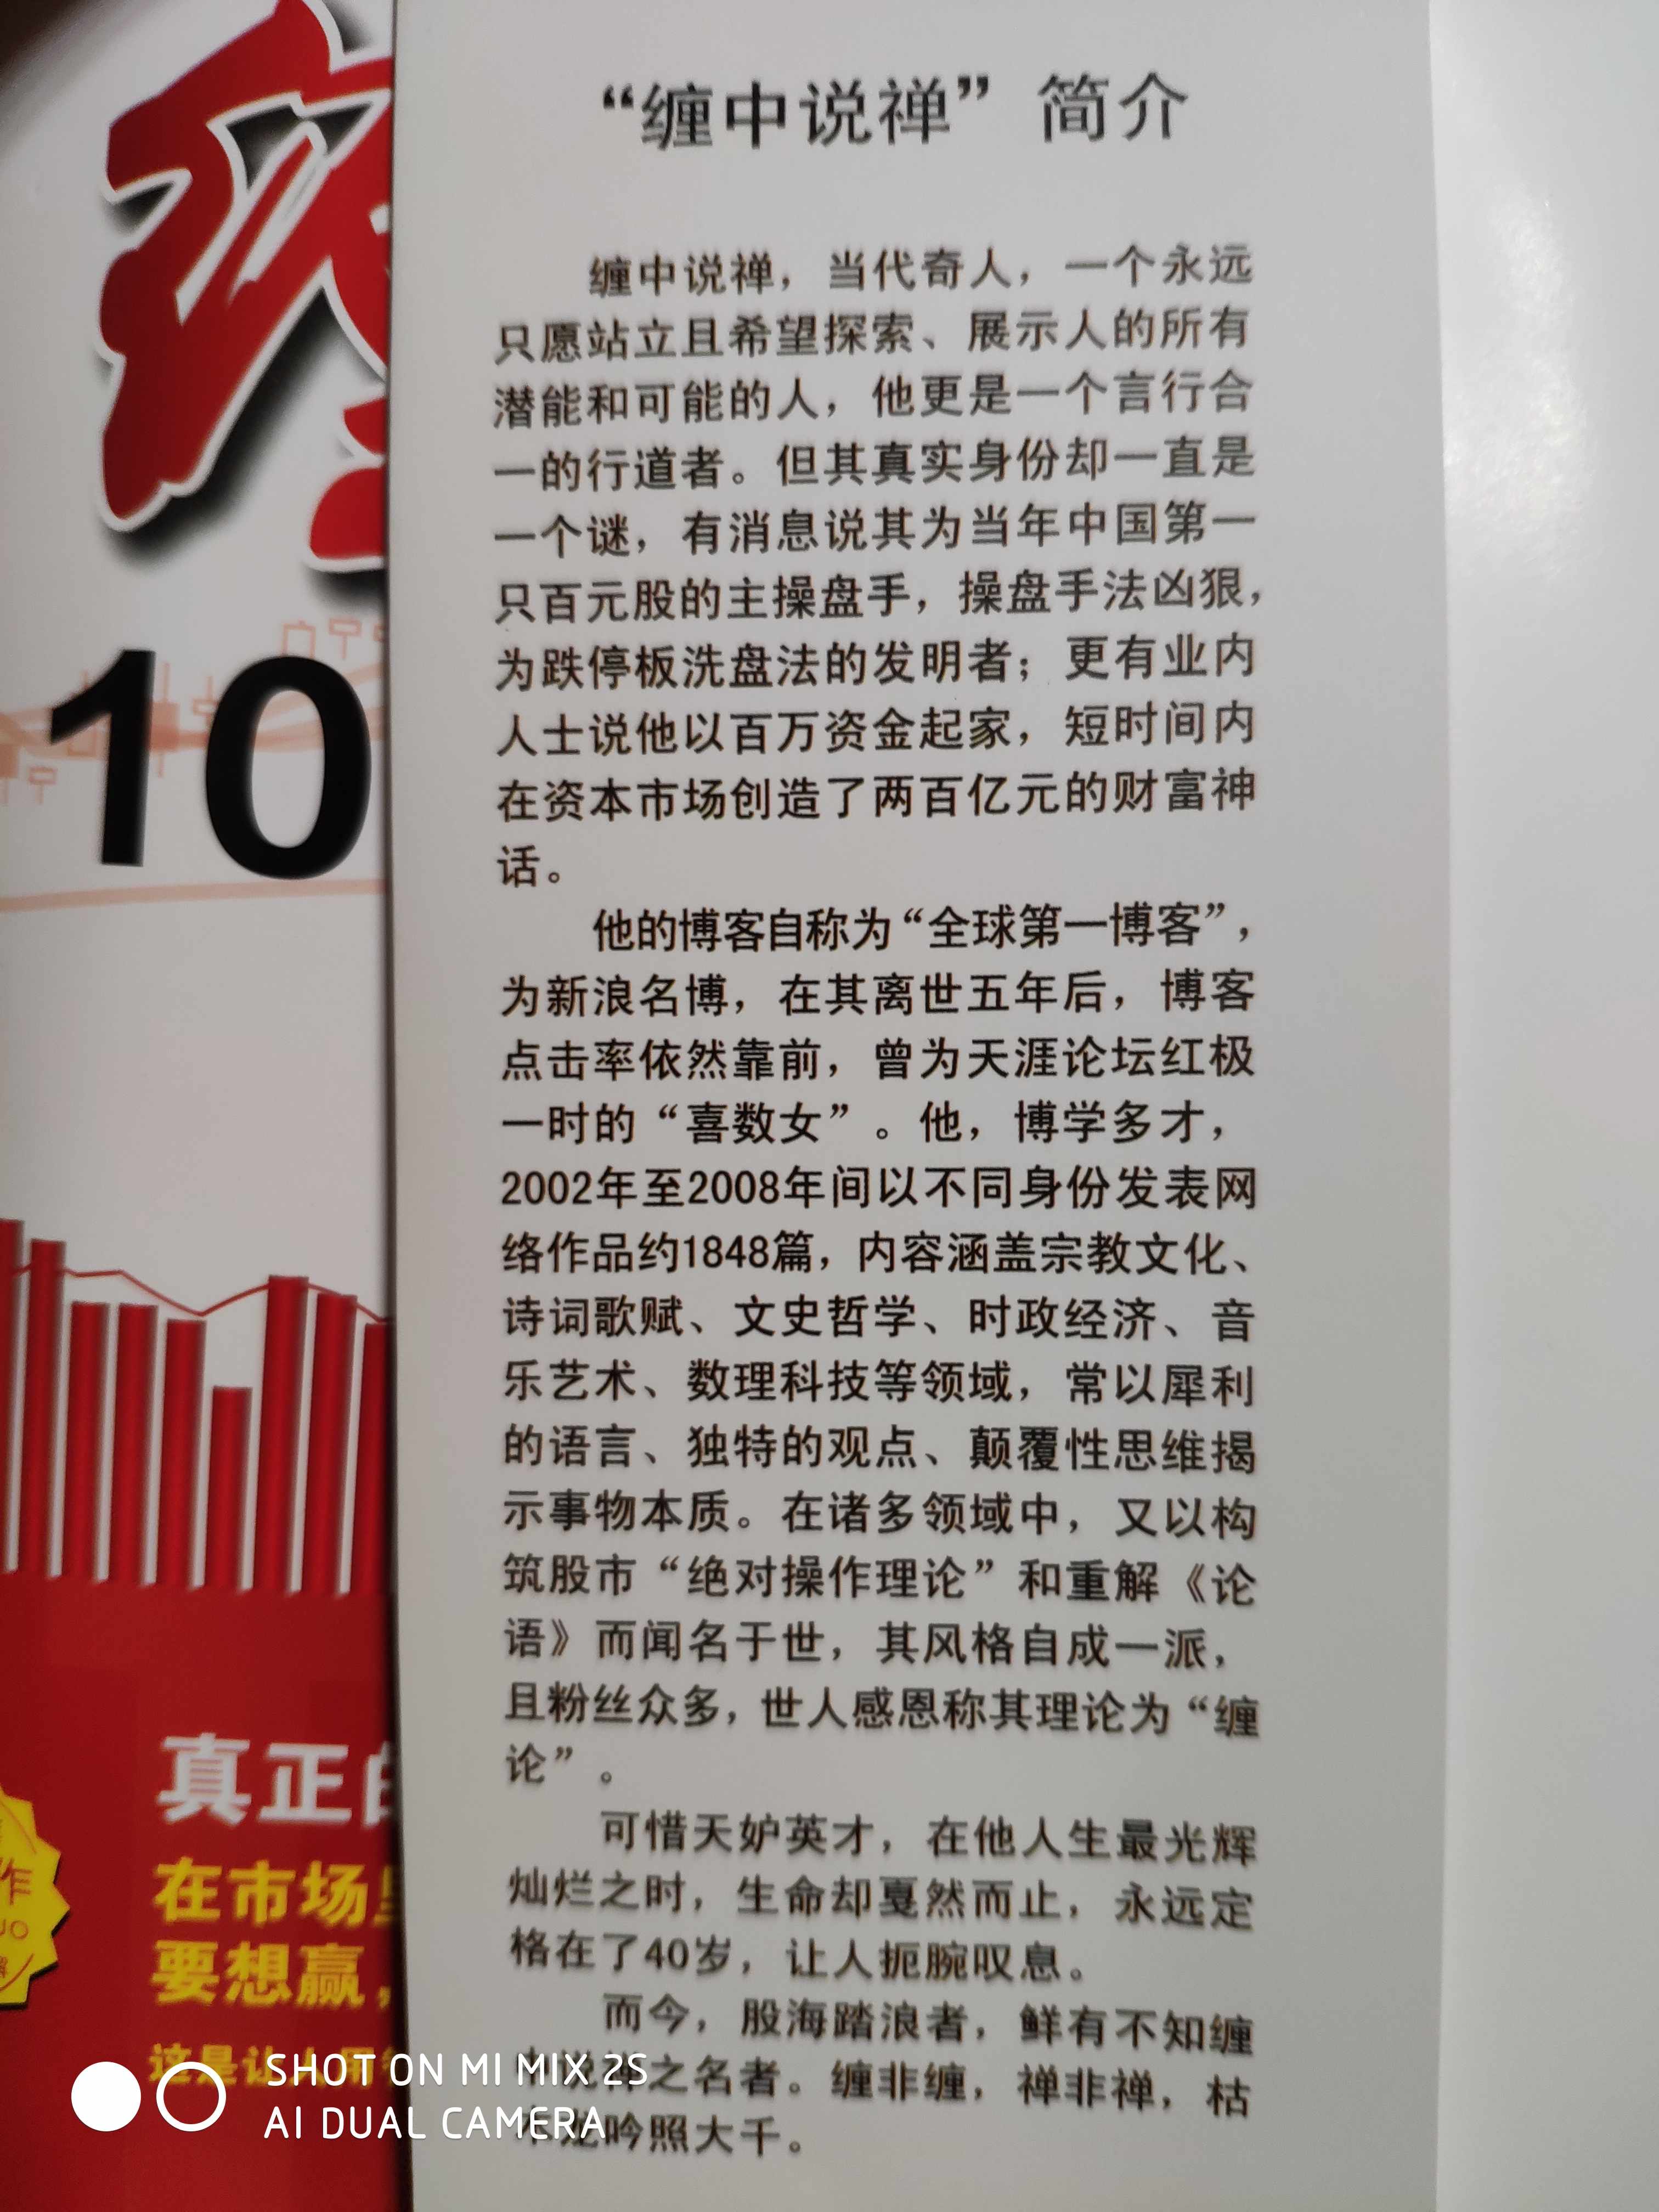 10
真正
在市场
要想赢，
作
“缠中说禅”简介
缠中说禅，当代奇人，一个永远
只愿站立且希望探索、展示人的所有
潜能和可能的人，他更是一个言行合
一的行道者。但其真实身份却一直是
一个谜，有消息说其为当年中国第一
只百元股的主操盘手，操盘手法凶狠，
为跌停板洗盘法的发明者；更有业内
人士说他以百万资金起家，短时间内
在资本市场创造了两百亿元的财富神
话。
他的博客自称为“全球第一博客”，
为新浪名博，在其离世五年后，博客
点击率依然靠前，曾为天涯论坛红极
一时的“喜数女”。他，博学多才，
2002年至2008年间以不同身份发表网
络作品约1848篇，内容涵盖宗教文化、
诗词歌赋、文史哲学、时政经济、音
乐艺术、数理科技等领域，常以犀利
的语言、独特的观点、颠覆性思维揭
示事物本质。在诸多领域中，又以构
筑股市“绝对操作理论”和重解《论
语》而闻名于世，其风格自成一派，
且粉丝众多，世人感恩称其理论为“缠
论”。
可惜天妒英才，在他人生最光辉
灿烂之时，生命却戛然而止，永远定
格在了40岁，让人扼腕叹息。
而今，股海踏浪者，鲜有不知缠
中说禅之名者。缠非缠，禅非禅，枯
木龙吟照大千。
这是让
SHOT ON MI MIX 2S
AI DUAL CAMERA